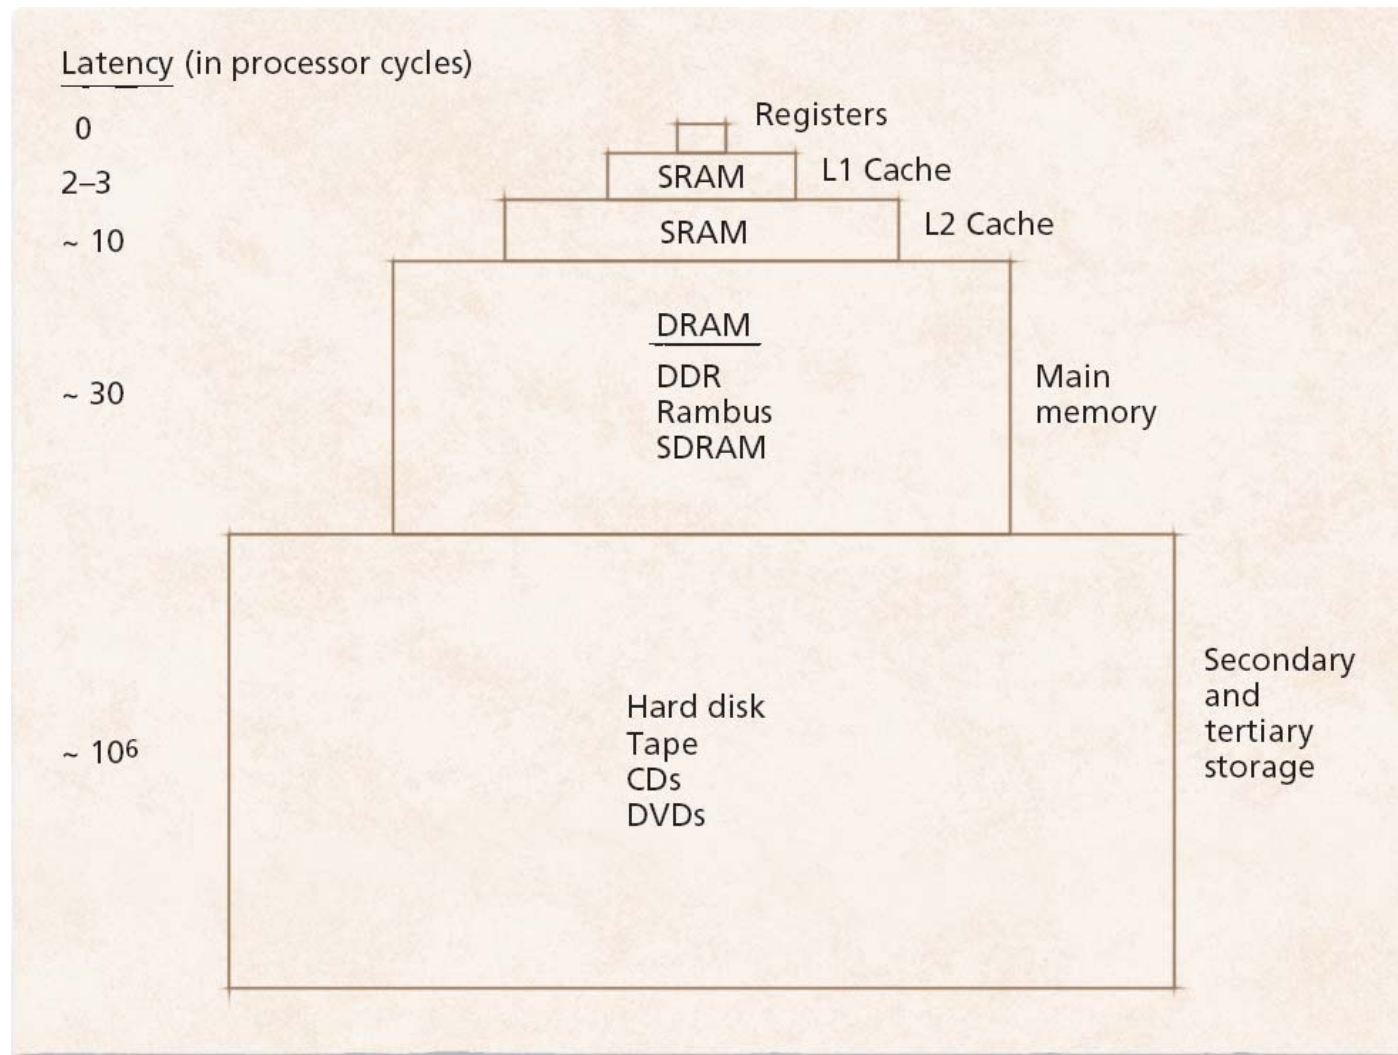 Latency (in processor cycles)
0
Registers
2–3
SRAM
L1 Cache
~ 10
SRAM
L2 Cache
DRAM
DDR
Rambus
SDRAM
~ 30
Main
memory
Hard disk
Tape
CDs
DVDs
~ 10⁶
Secondary
and
tertiary
storage